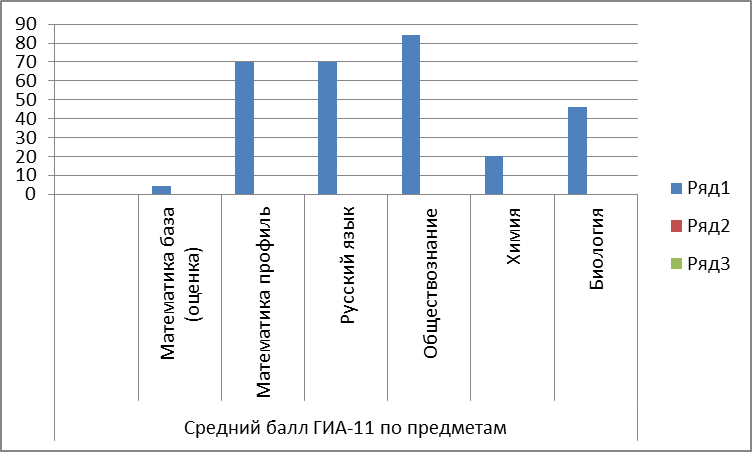 90
80
70
60
50
40
30
20
10
0
Математика база
(оценка)
Математика профиль
Русский язык
Обществознание
Химия
Биология
Средний балл ГИА-11 по предметам
Ряд1
Ряд2
Ряд3